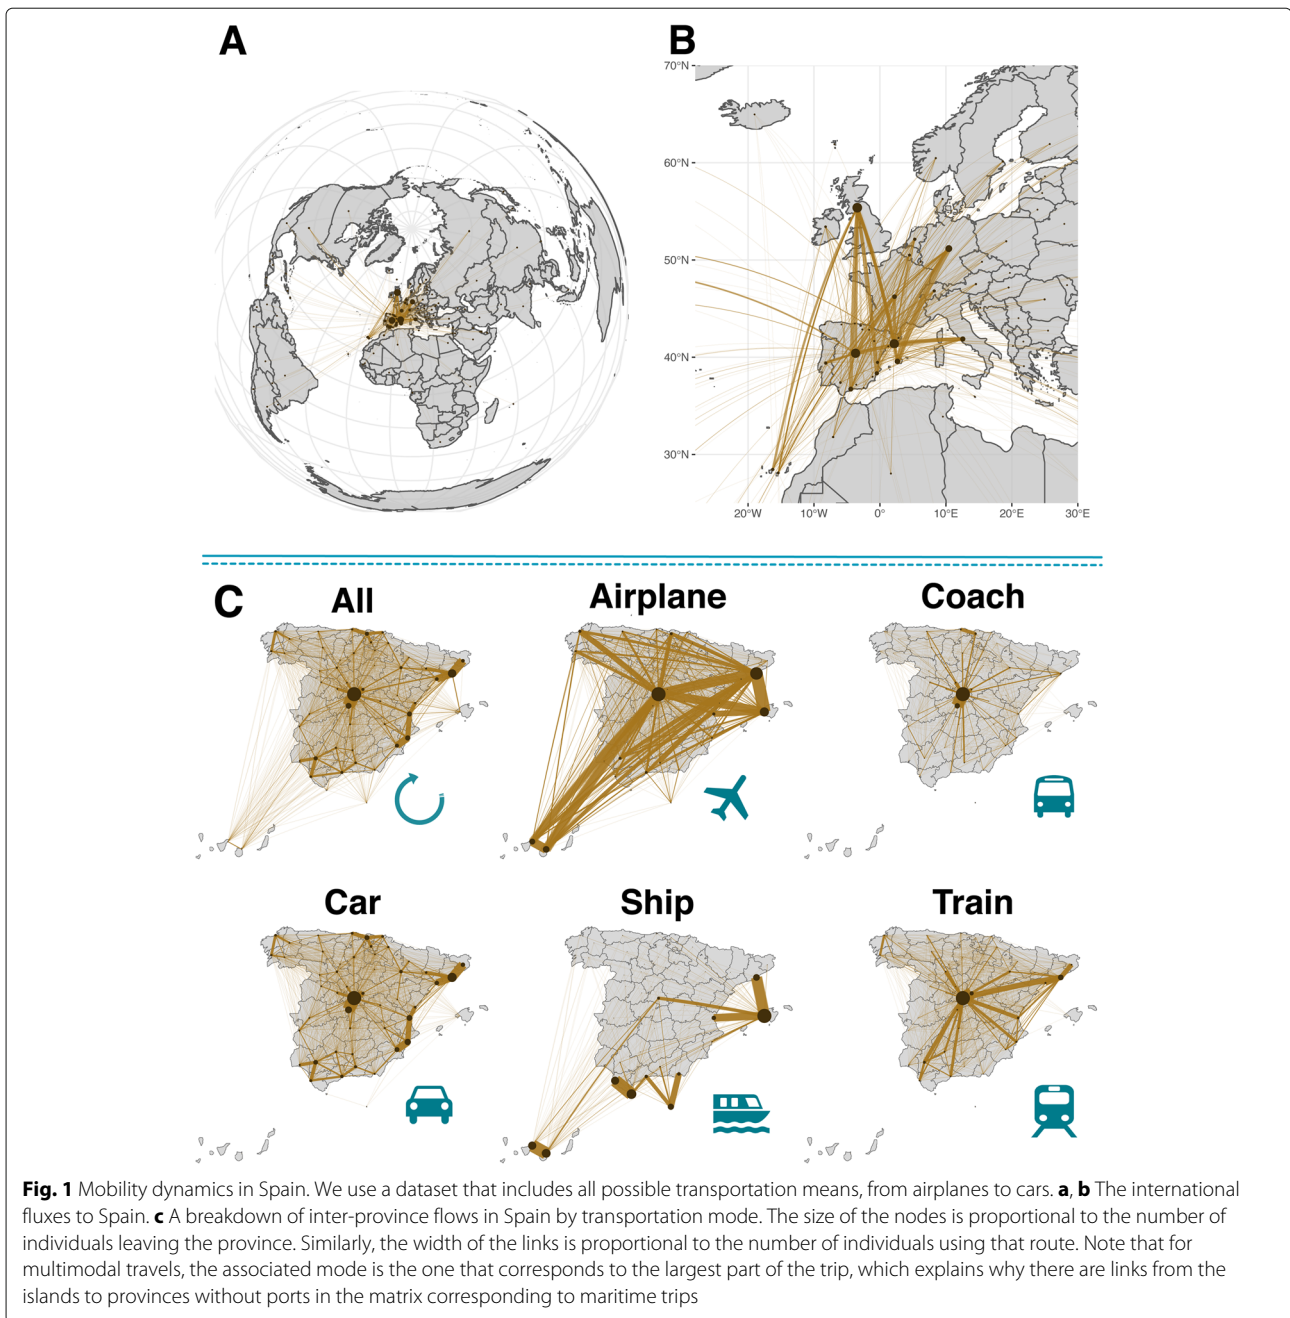 A
B
70°N
60°N
50°N
40°N
30°N
20°W 10°W 0° 10°E 20°E 30°E
C
All
Airplane
Coach
Car
Ship
Train
Fig. 1 Mobility dynamics in Spain. We use a dataset that includes all possible transportation means, from airplanes to cars. a, b The international
fluxes to Spain. c A breakdown of inter-province flows in Spain by transportation mode. The size of the nodes is proportional to the number of
individuals leaving the province. Similarly, the width of the links is proportional to the number of individuals using that route. Note that for
multimodal travels, the associated mode is the one that corresponds to the largest part of the trip, which explains why there are links from the
islands to provinces without ports in the matrix corresponding to maritime trips